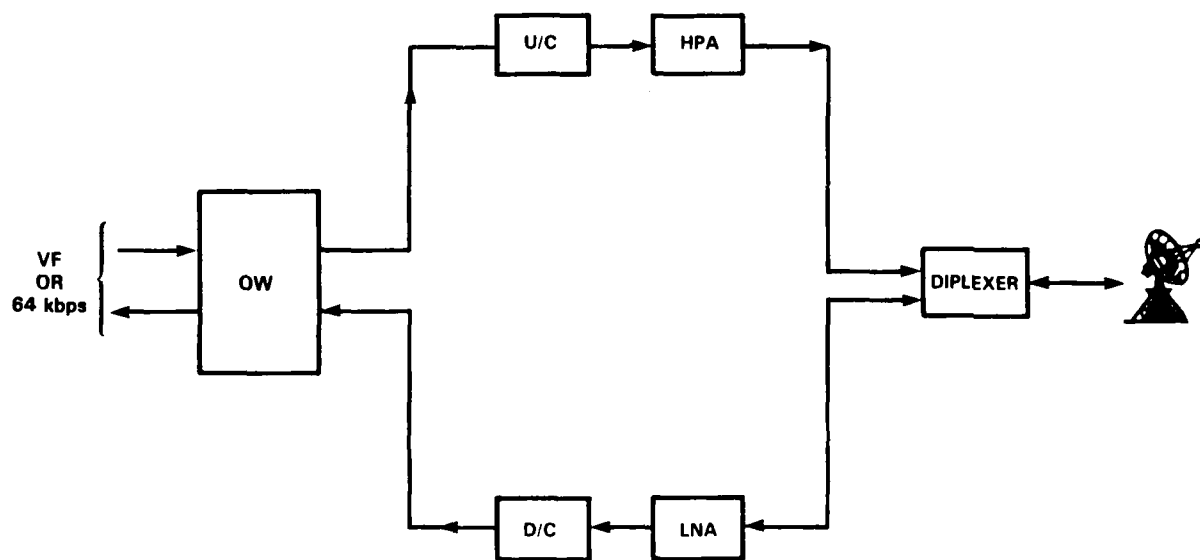 U/C
HPA
VF
OR
64 kbps
OW
DIPLEXER
D/C
LNA